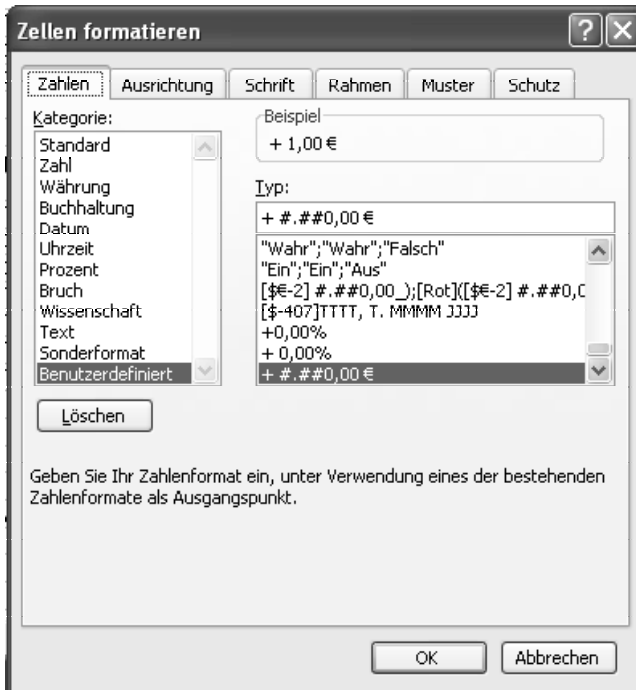 Zellen formatieren
Zahlen Ausrichtung Schrift Rahmen Muster Schutz
Kategorie:
Standard
Zahl
Währung
Buchhaltung
Datum
Uhrzeit
Prozent
Bruch
Wissenschaft
Text
Sonderformat
Benutzerdefiniert
Beispiel
+ 1,00 €
Typ:
+ #.##0,00 €
"Wahr";"Wahr";"Falsch"
"Ein";"Ein";"Aus"
[$€-2] #.##0,00_);[Rot]([$€-2] #.##0,0
[$-407]TTTT, T. MMMM JJJJ
+0,00%
+ 0,00%
+ #.##0,00 €
Löschen
Geben Sie Ihr Zahlenformat ein, unter Verwendung eines der bestehenden
Zahlenformate als Ausgangspunkt.
OK Abbrechen